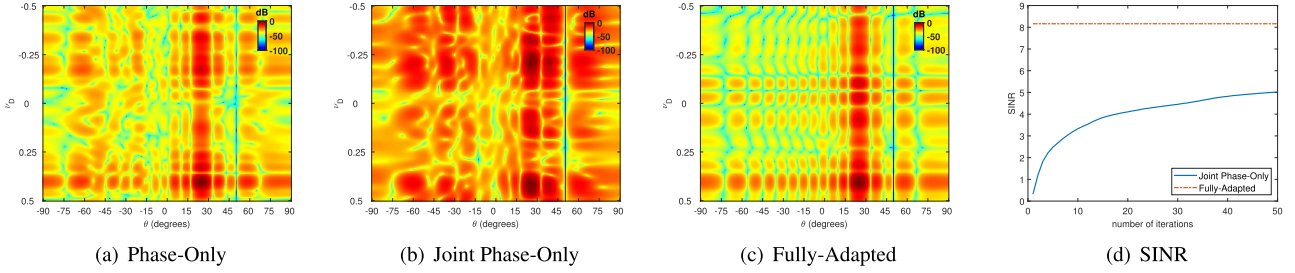 -0.5
-0.25
0
0.25
0.5
ν_D
-90 -75 -60 -45 -30 -15 0 15 30 45 60 75 90
θ (degrees)
dB
0
-50
-100
(a) Phase-Only
-0.5
-0.25
0
0.25
0.5
ν_D
-90 -75 -60 -45 -30 -15 0 15 30 45 60 75 90
θ (degrees)
dB
0
-50
-100
(b) Joint Phase-Only
-0.5
-0.25
0
0.25
0.5
ν_D
-90 -75 -60 -45 -30 -15 0 15 30 45 60 75 90
θ (degrees)
dB
0
-50
-100
(c) Fully-Adapted
9
8
7
6
5
4
3
2
1
0
SINR
0 10 20 30 40 50
number of iterations
Joint Phase-Only
Fully-Adapted
(d) SINR